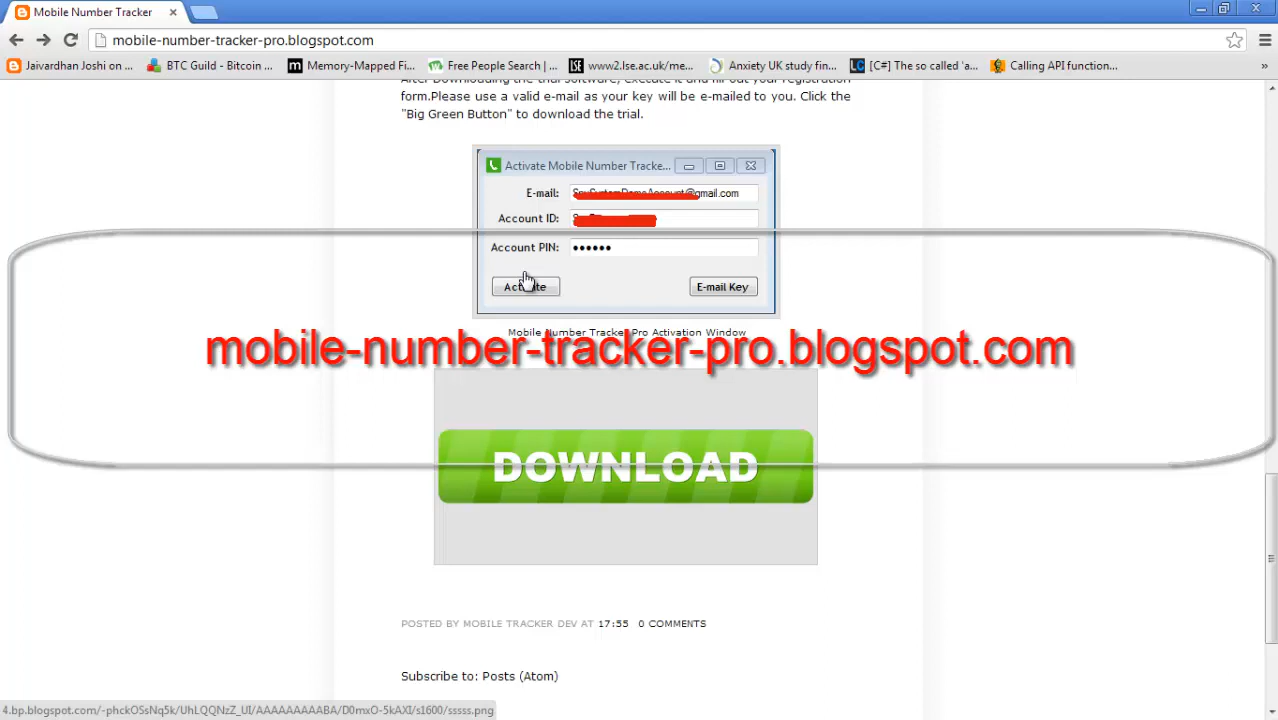 Mobile Number Tracker
mobile-number-tracker-pro.blogspot.com
Jaivardhan Joshi on ... BTC Guild - Bitcoin ... Memory-Mapped Fi... Free People Search | ... www2.lse.ac.uk/me... Anxiety UK study fin... [C#] The so called 'a... Calling API function... »
After Downloading the trial software, execute it and fill out your registration
form.Please use a valid e-mail as your key will be e-mailed to you. Click the
"Big Green Button" to download the trial.
Activate Mobile Number Tracke...
E-mail: @gmail.com
Account ID:
Account PIN: ••••••
Activate E-mail Key
Mobile Number Tracker Pro Activation Window
mobile-number-tracker-pro.blogspot.com
DOWNLOAD
POSTED BY MOBILE TRACKER DEV AT 17:55 0 COMMENTS
Subscribe to: Posts (Atom)
4.bp.blogspot.com/-phckOSsNq5k/UhLQQNzZ_UI/AAAAAAAAABA/D0mxO-5kAXI/s1600/sssss.png